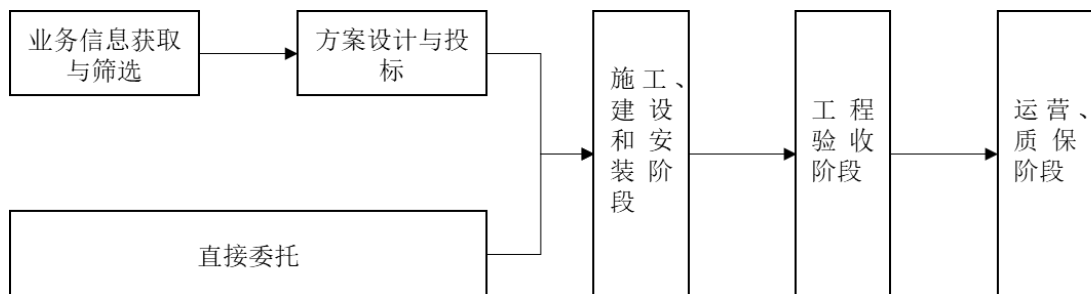 业务信息获取
与筛选
方案设计与投
标
直接委托
施工、
建设
和安
装阶
段
工程
验收
阶段
运营、
质保
阶段